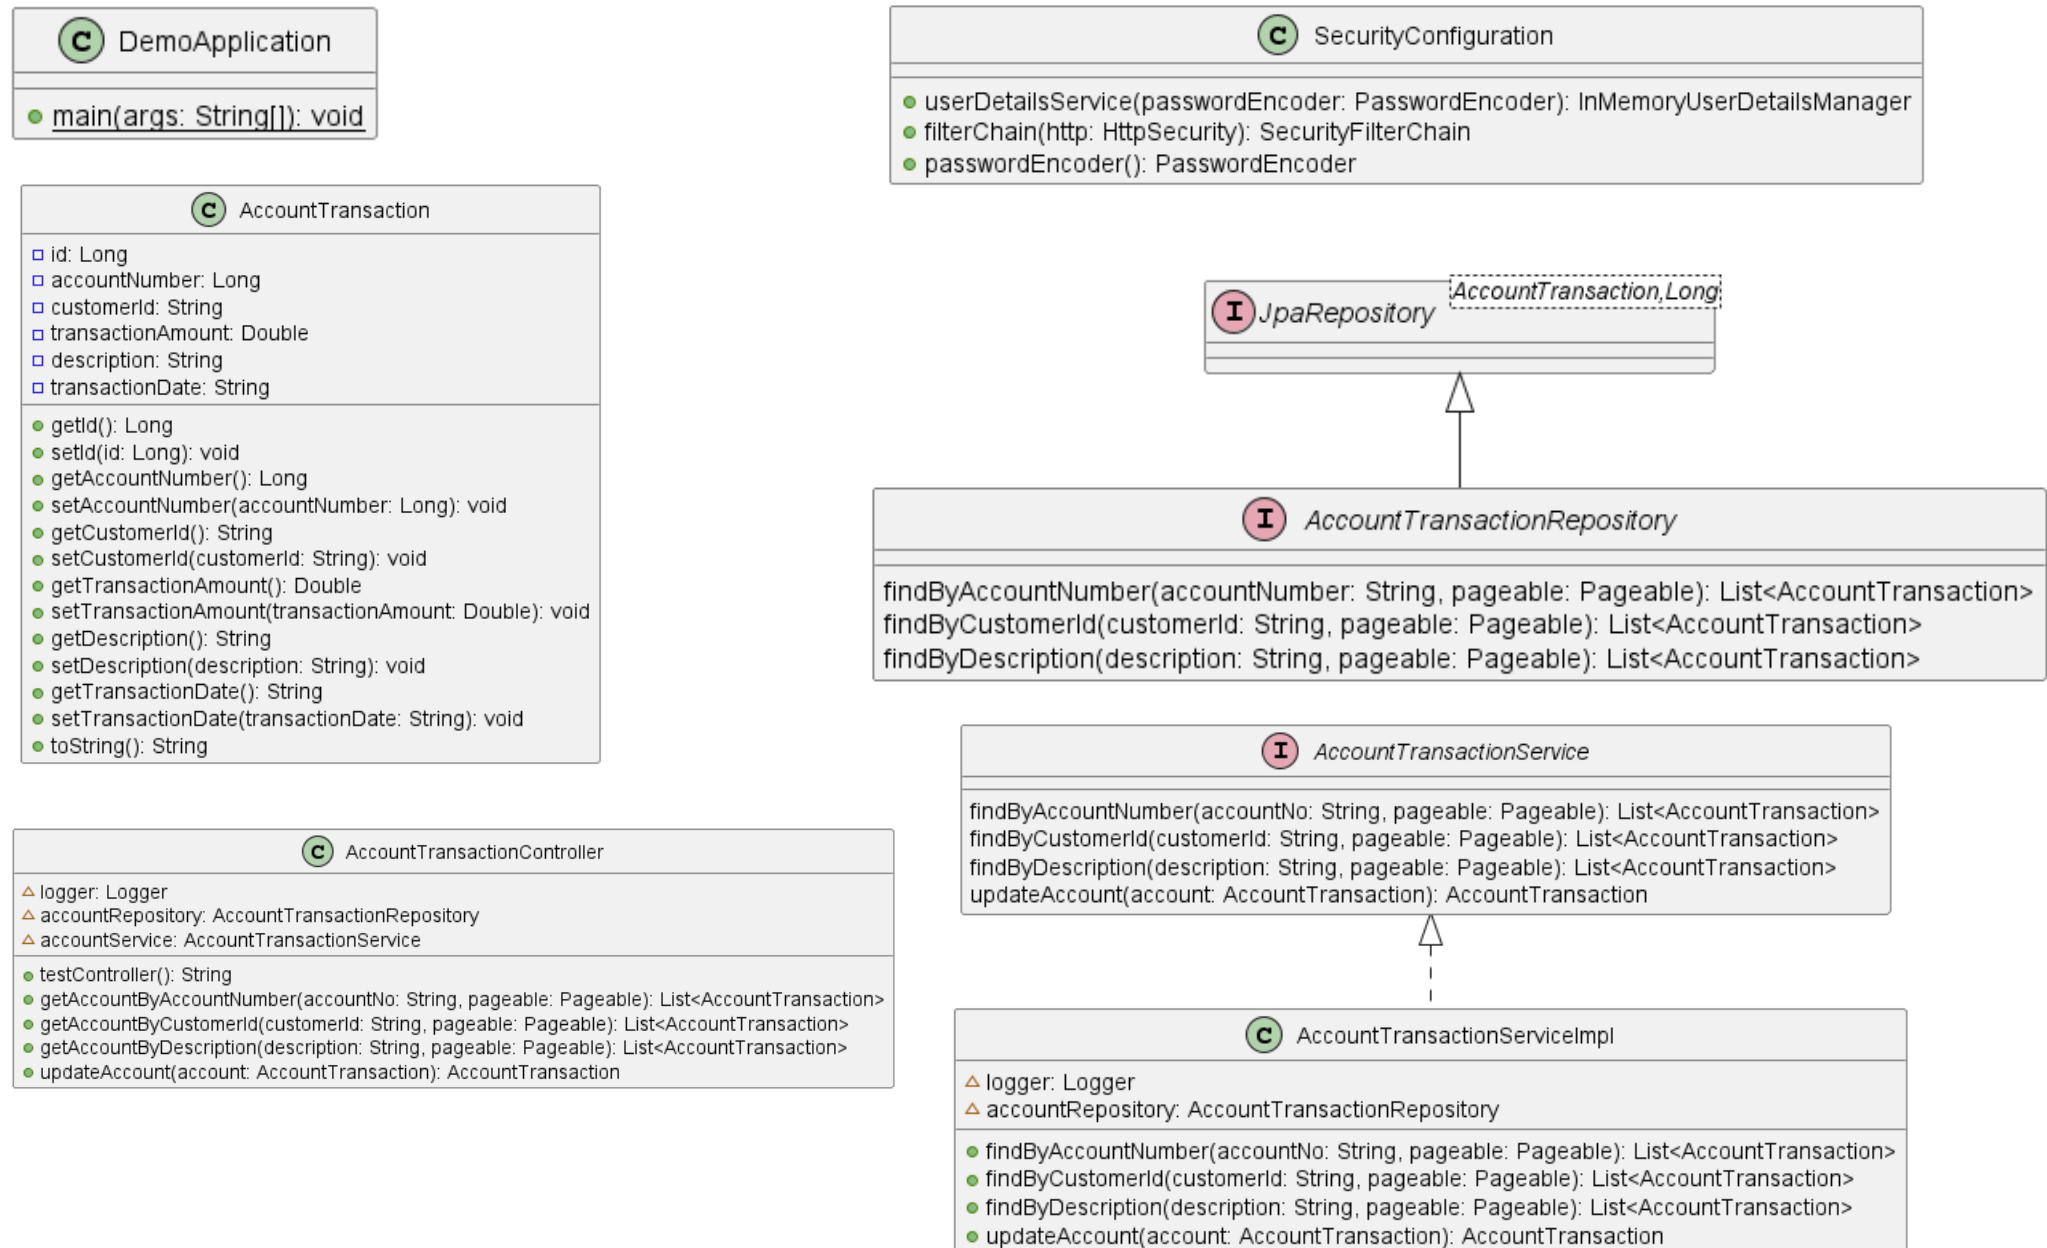 C DemoApplication
main(args: String[]): void
C SecurityConfiguration
userDetailsService(passwordEncoder: PasswordEncoder): InMemoryUserDetailsManager
filterChain(http: HttpSecurity): SecurityFilterChain
passwordEncoder(): PasswordEncoder
C AccountTransaction
id: Long
accountNumber: Long
customerId: String
transactionAmount: Double
description: String
transactionDate: String
getId(): Long
setId(id: Long): void
getAccountNumber(): Long
setAccountNumber(accountNumber: Long): void
getCustomerId(): String
setCustomerId(customerId: String): void
getTransactionAmount(): Double
setTransactionAmount(transactionAmount: Double): void
getDescription(): String
setDescription(description: String): void
getTransactionDate(): String
setTransactionDate(transactionDate: String): void
toString(): String
AccountTransaction,Long
I JpaRepository
I AccountTransactionRepository
findByAccountNumber(accountNumber: String, pageable: Pageable): List<AccountTransaction>
findByCustomerId(customerId: String, pageable: Pageable): List<AccountTransaction>
findByDescription(description: String, pageable: Pageable): List<AccountTransaction>
I AccountTransactionService
findByAccountNumber(accountNo: String, pageable: Pageable): List<AccountTransaction>
findByCustomerId(customerId: String, pageable: Pageable): List<AccountTransaction>
findByDescription(description: String, pageable: Pageable): List<AccountTransaction>
updateAccount(account: AccountTransaction): AccountTransaction
C AccountTransactionController
logger: Logger
accountRepository: AccountTransactionRepository
accountService: AccountTransactionService
testController(): String
getAccountByAccountNumber(accountNo: String, pageable: Pageable): List<AccountTransaction>
getAccountByCustomerId(customerId: String, pageable: Pageable): List<AccountTransaction>
getAccountByDescription(description: String, pageable: Pageable): List<AccountTransaction>
updateAccount(account: AccountTransaction): AccountTransaction
C AccountTransactionServiceImpl
logger: Logger
accountRepository: AccountTransactionRepository
findByAccountNumber(accountNo: String, pageable: Pageable): List<AccountTransaction>
findByCustomerId(customerId: String, pageable: Pageable): List<AccountTransaction>
findByDescription(description: String, pageable: Pageable): List<AccountTransaction>
updateAccount(account: AccountTransaction): AccountTransaction